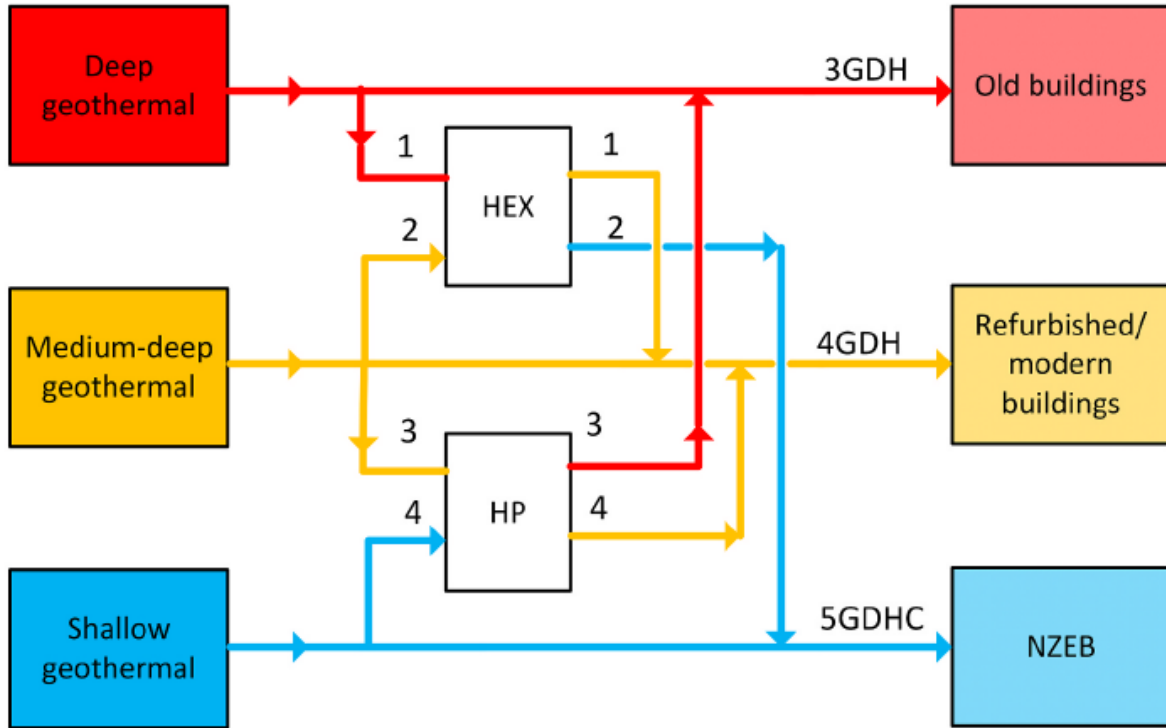 Deep
geothermal
3GDH
Old buildings
1
1
HEX
2
2
Medium-deep
geothermal
4GDH
Refurbished/
modern
buildings
3
3
HP
4
4
Shallow
geothermal
5GDHC
NZEB